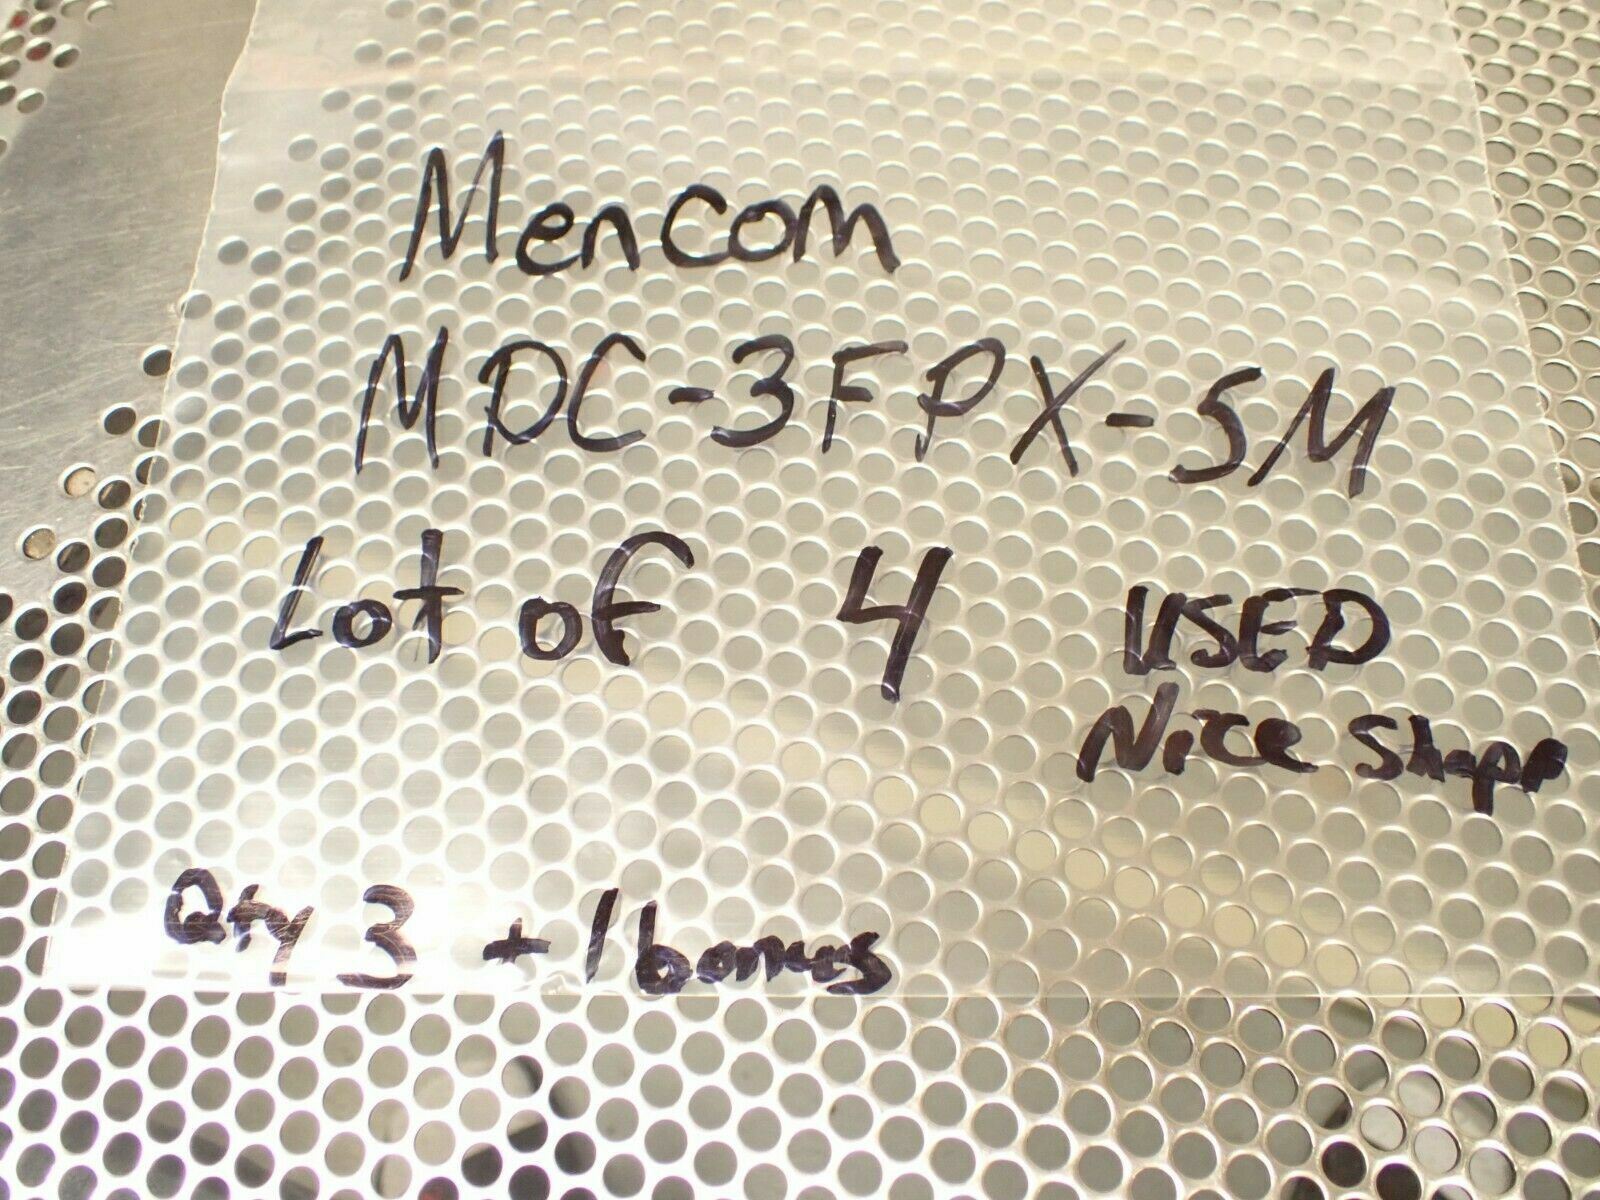 Mencom
MDC-3FPX-5M
Lot of 4 USED
Nice Shape
Qty 3 + 1 bonus